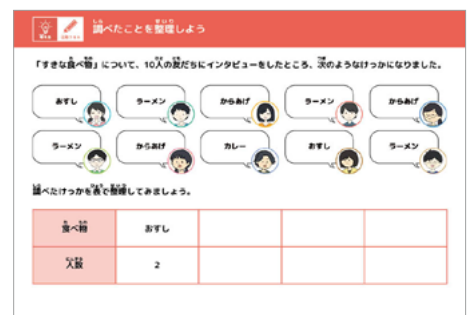 調べたことを整理しよう
「すきな食べ物」について、10人の友だちにインタビューをしたところ、次のようなけっかになりました。
おすし ラーメン からあげ ラーメン からあげ
ラーメン からあげ カレー おすし ラーメン
調べたけっかを表で整理してみましょう。
食べ物 おすし
人数 2